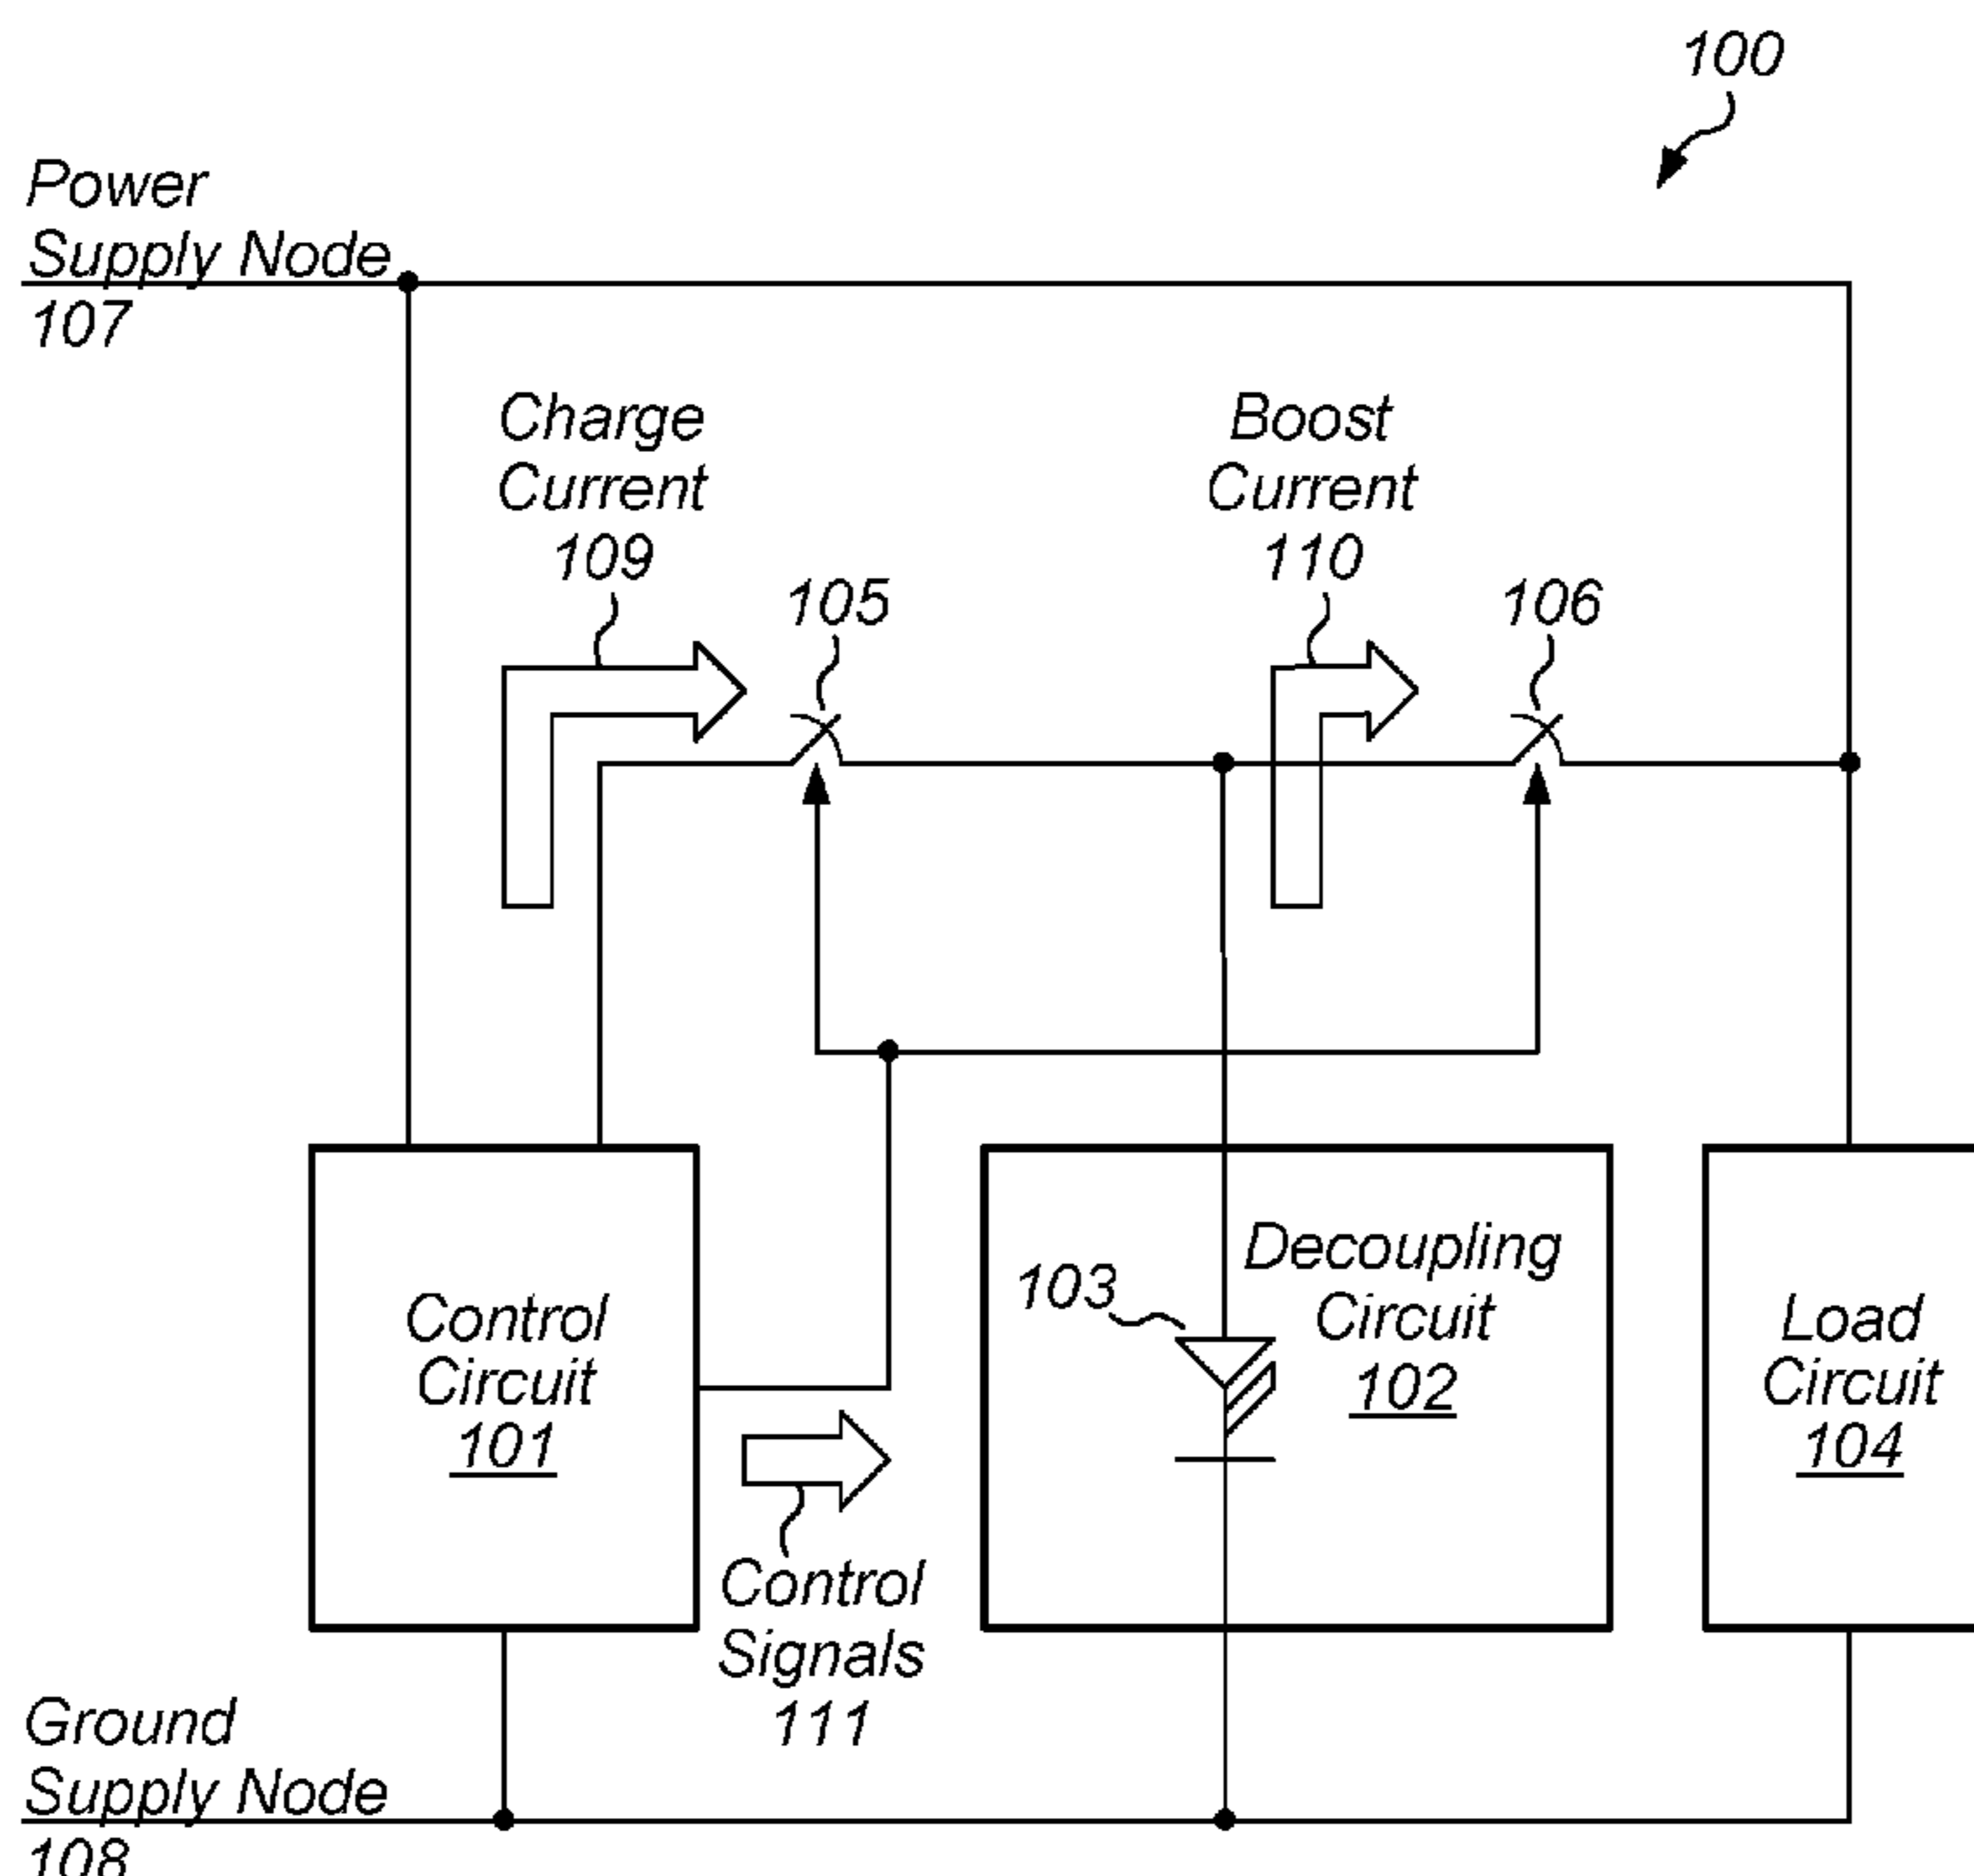 100
Power
Supply Node
107
Charge
Current
109
Boost
Current
110
105
106
Control
Circuit
101
103
Decoupling
Circuit
102
Load
Circuit
104
Control
Signals
111
Ground
Supply Node
108